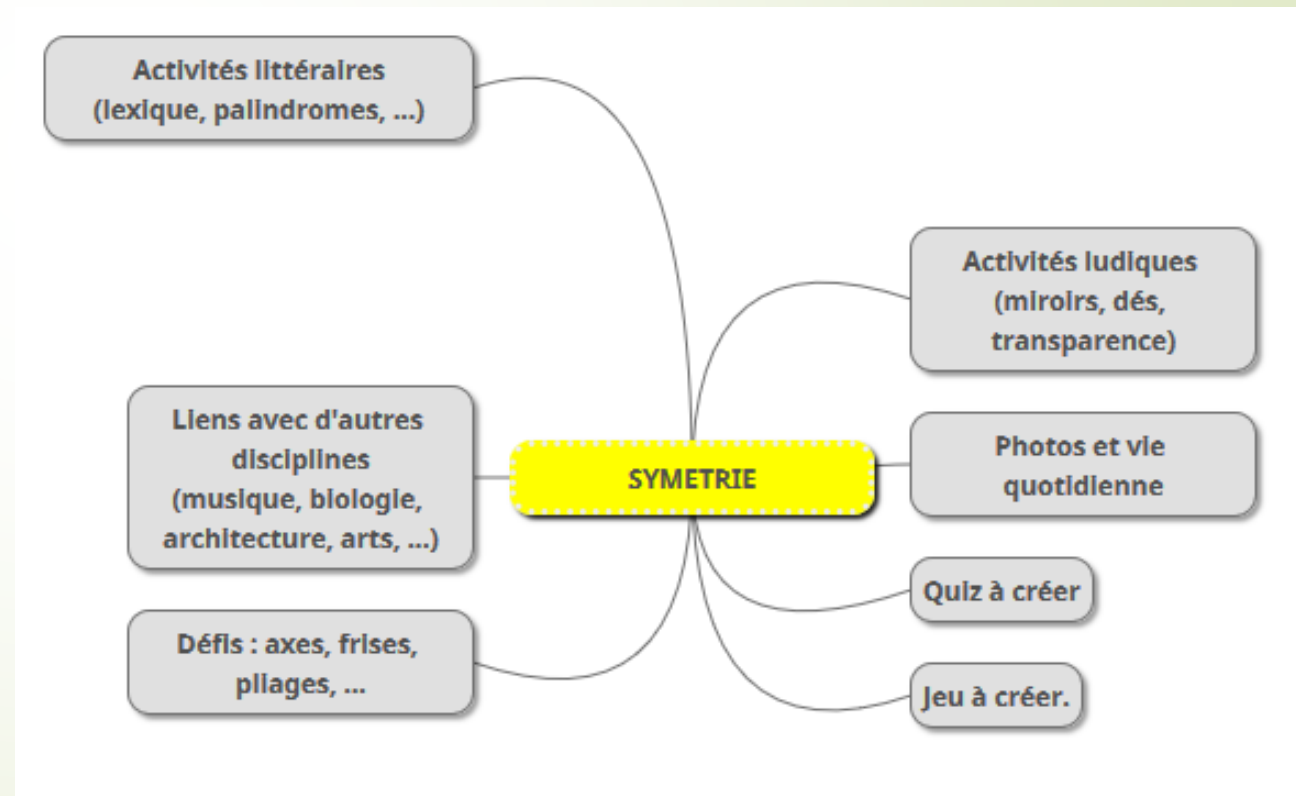 Activités littéraires
(lexique, palindromes, ...)
Activités ludiques
(miroirs, dés,
transparence)
Liens avec d'autres
disciplines
(musique, biologie,
architecture, arts, ...)
SYMETRIE
Photos et vie
quotidienne
Quiz à créer
Défis : axes, frises,
pliages, ...
Jeu à créer.